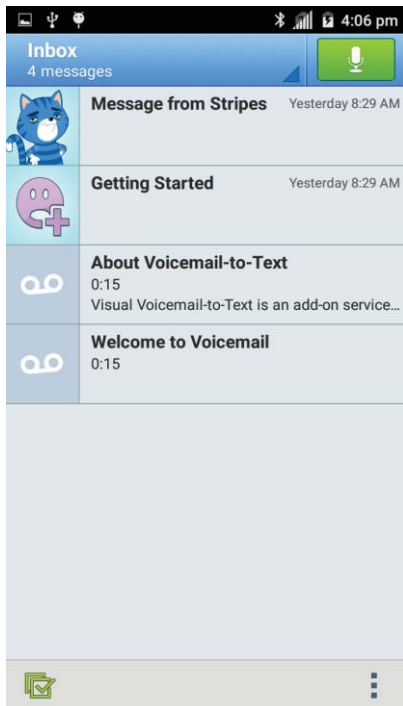 4:06 pm
Inbox
4 messages
Message from Stripes Yesterday 8:29 AM
Getting Started Yesterday 8:29 AM
About Voicemail-to-Text
0:15
Visual Voicemail-to-Text is an add-on service…
Welcome to Voicemail
0:15